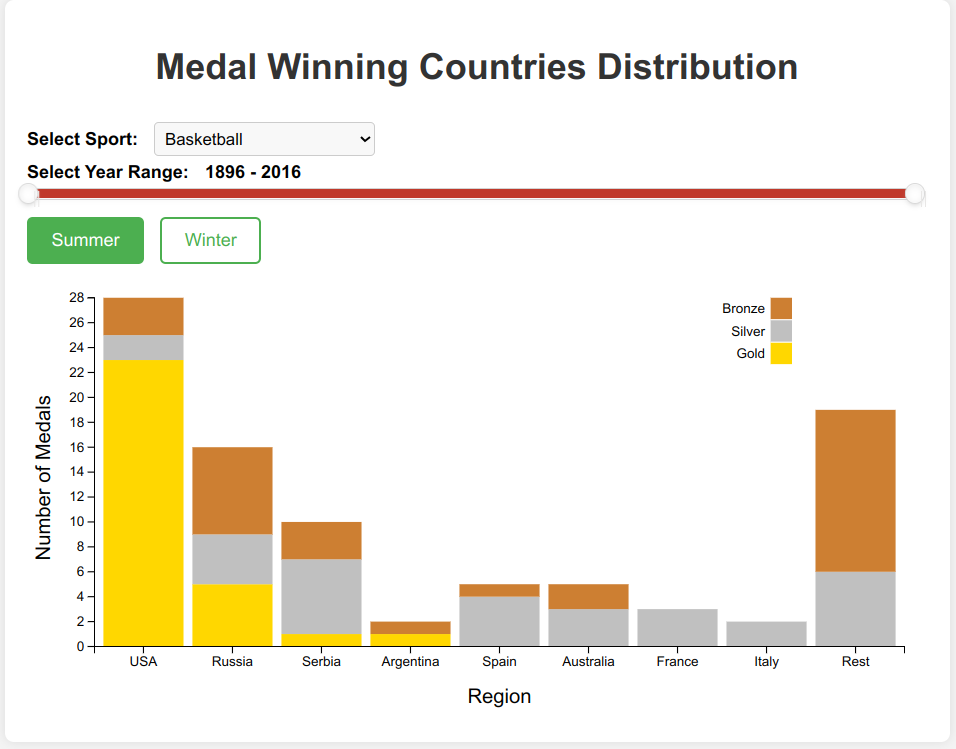 Medal Winning Countries Distribution
Select Sport: Basketball
Select Year Range: 1896 - 2016
Summer Winter
28
26
24
22
20
18
16
14
12
10
8
6
4
2
0
Number of Medals
Bronze
Silver
Gold
USA Russia Serbia Argentina Spain Australia France Italy Rest
Region